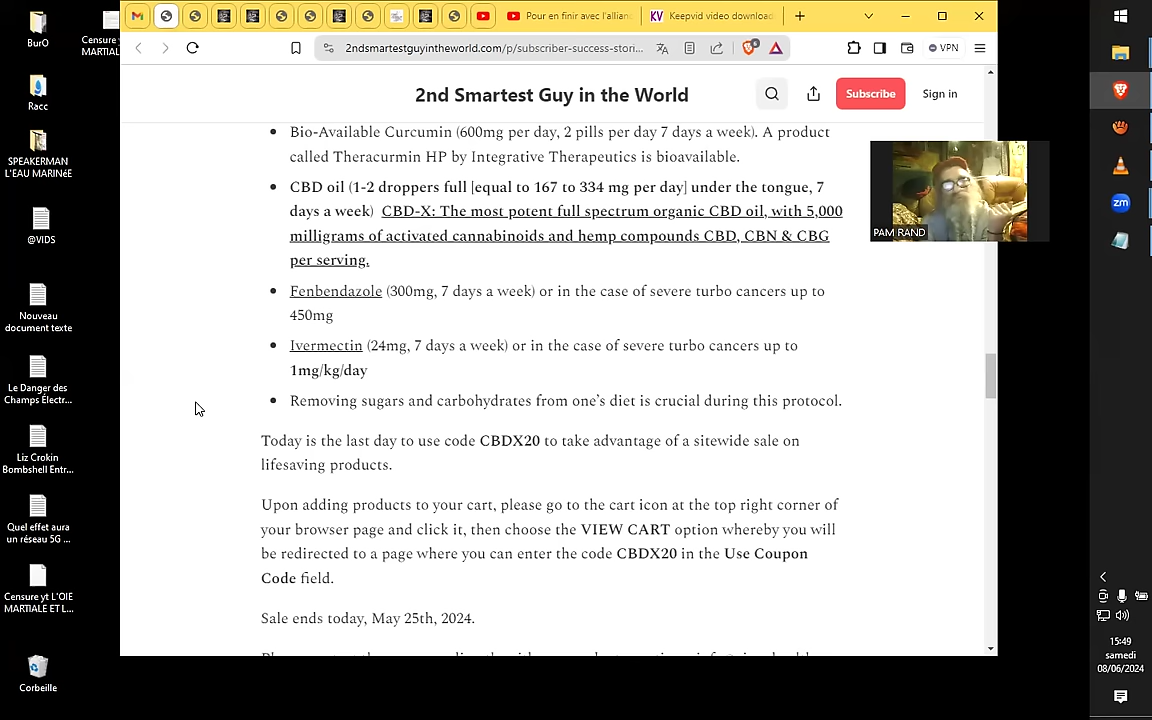 Pour en finir avec l'allian
Keepvid video download
2ndsmartestguyintheworld.com/p/subscriber-success-stori...
VPN
2nd Smartest Guy in the World
Subscribe
Sign in
• Bio-Available Curcumin (600mg per day, 2 pills per day 7 days a week). A product
called Theracurmin HP by Integrative Therapeutics is bioavailable.
• CBD oil (1-2 droppers full [equal to 167 to 334 mg per day] under the tongue, 7
days a week) CBD-X: The most potent full spectrum organic CBD oil, with 5,000
milligrams of activated cannabinoids and hemp compounds CBD, CBN & CBG
per serving.
• Fenbendazole (300mg, 7 days a week) or in the case of severe turbo cancers up to
450mg
• Ivermectin (24mg, 7 days a week) or in the case of severe turbo cancers up to
1mg/kg/day
• Removing sugars and carbohydrates from one's diet is crucial during this protocol.
Today is the last day to use code CBDX20 to take advantage of a sitewide sale on
lifesaving products.
Upon adding products to your cart, please go to the cart icon at the top right corner of
your browser page and click it, then choose the VIEW CART option whereby you will
be redirected to a page where you can enter the code CBDX20 in the Use Coupon
Code field.
Sale ends today, May 25th, 2024.
PAM RAND
BurO
Censure y
MARTIAL
Racc
SPEAKERMAN
L'EAU MARINéE
@VIDS
Nouveau
document texte
Le Danger des
Champs Électr...
Liz Crokin
Bombshell Entr...
Quel effet aura
un réseau 5G ...
Censure yt L'OIE
MARTIALE ET L...
Corbeille
zm
15:49
samedi
08/06/2024